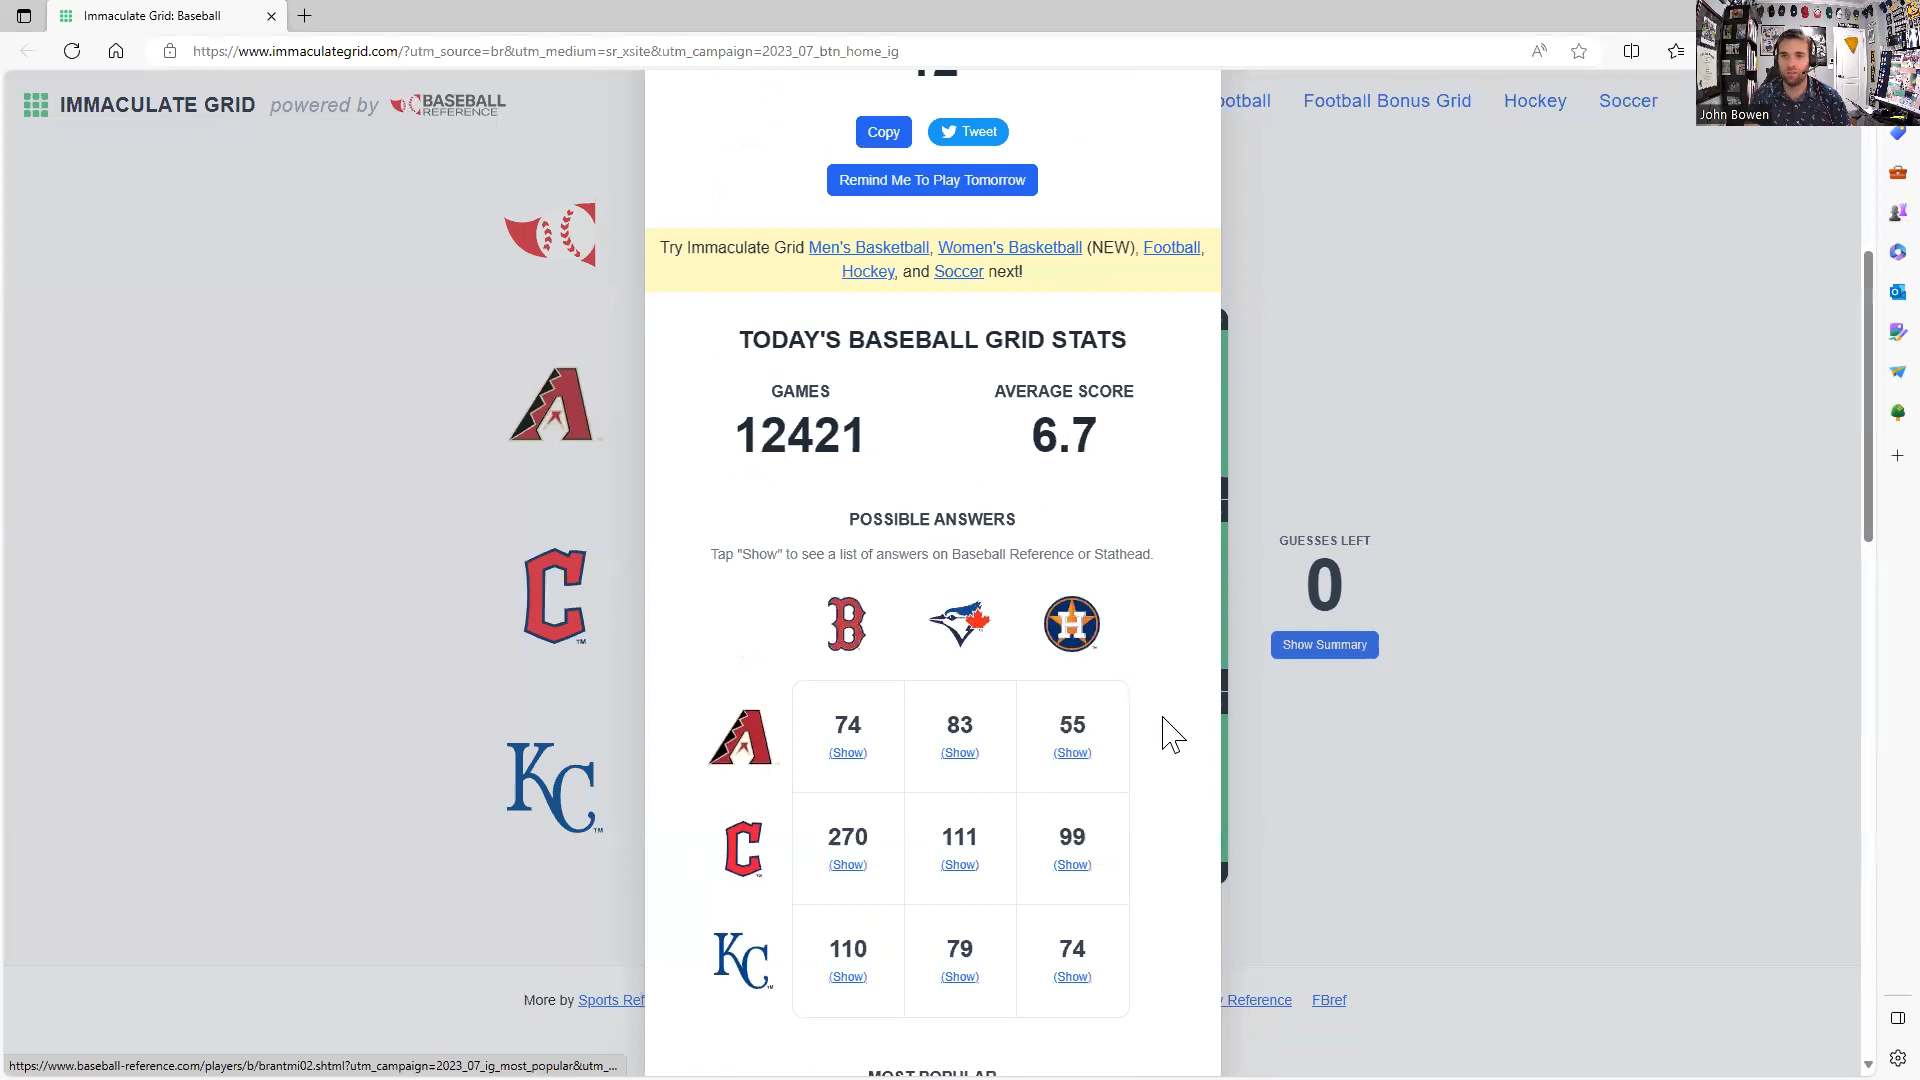 Immaculate Grid: Baseball
https://www.immaculategrid.com/?utm_source=br&utm_medium=sr_xsite&utm_campaign=2023_07_btn_home_ig
IMMACULATE GRID powered by BASEBALL REFERENCE
ootball Football Bonus Grid Hockey Soccer
John Bowen
Copy Tweet
Remind Me To Play Tomorrow
Try Immaculate Grid Men's Basketball, Women's Basketball (NEW), Football,
Hockey, and Soccer next!
TODAY'S BASEBALL GRID STATS
GAMES AVERAGE SCORE
12421 6.7
POSSIBLE ANSWERS
Tap "Show" to see a list of answers on Baseball Reference or Stathead.
GUESSES LEFT
0
Show Summary
B H
A 74 83 55
(Show) (Show) (Show)
C 270 111 99
(Show) (Show) (Show)
KC 110 79 74
(Show) (Show) (Show)
More by Sports Ref Reference FBref
MOST POPULAR
https://www.baseball-reference.com/players/b/brantmi02.shtml?utm_campaign=2023_07_ig_most_popular&utm_...